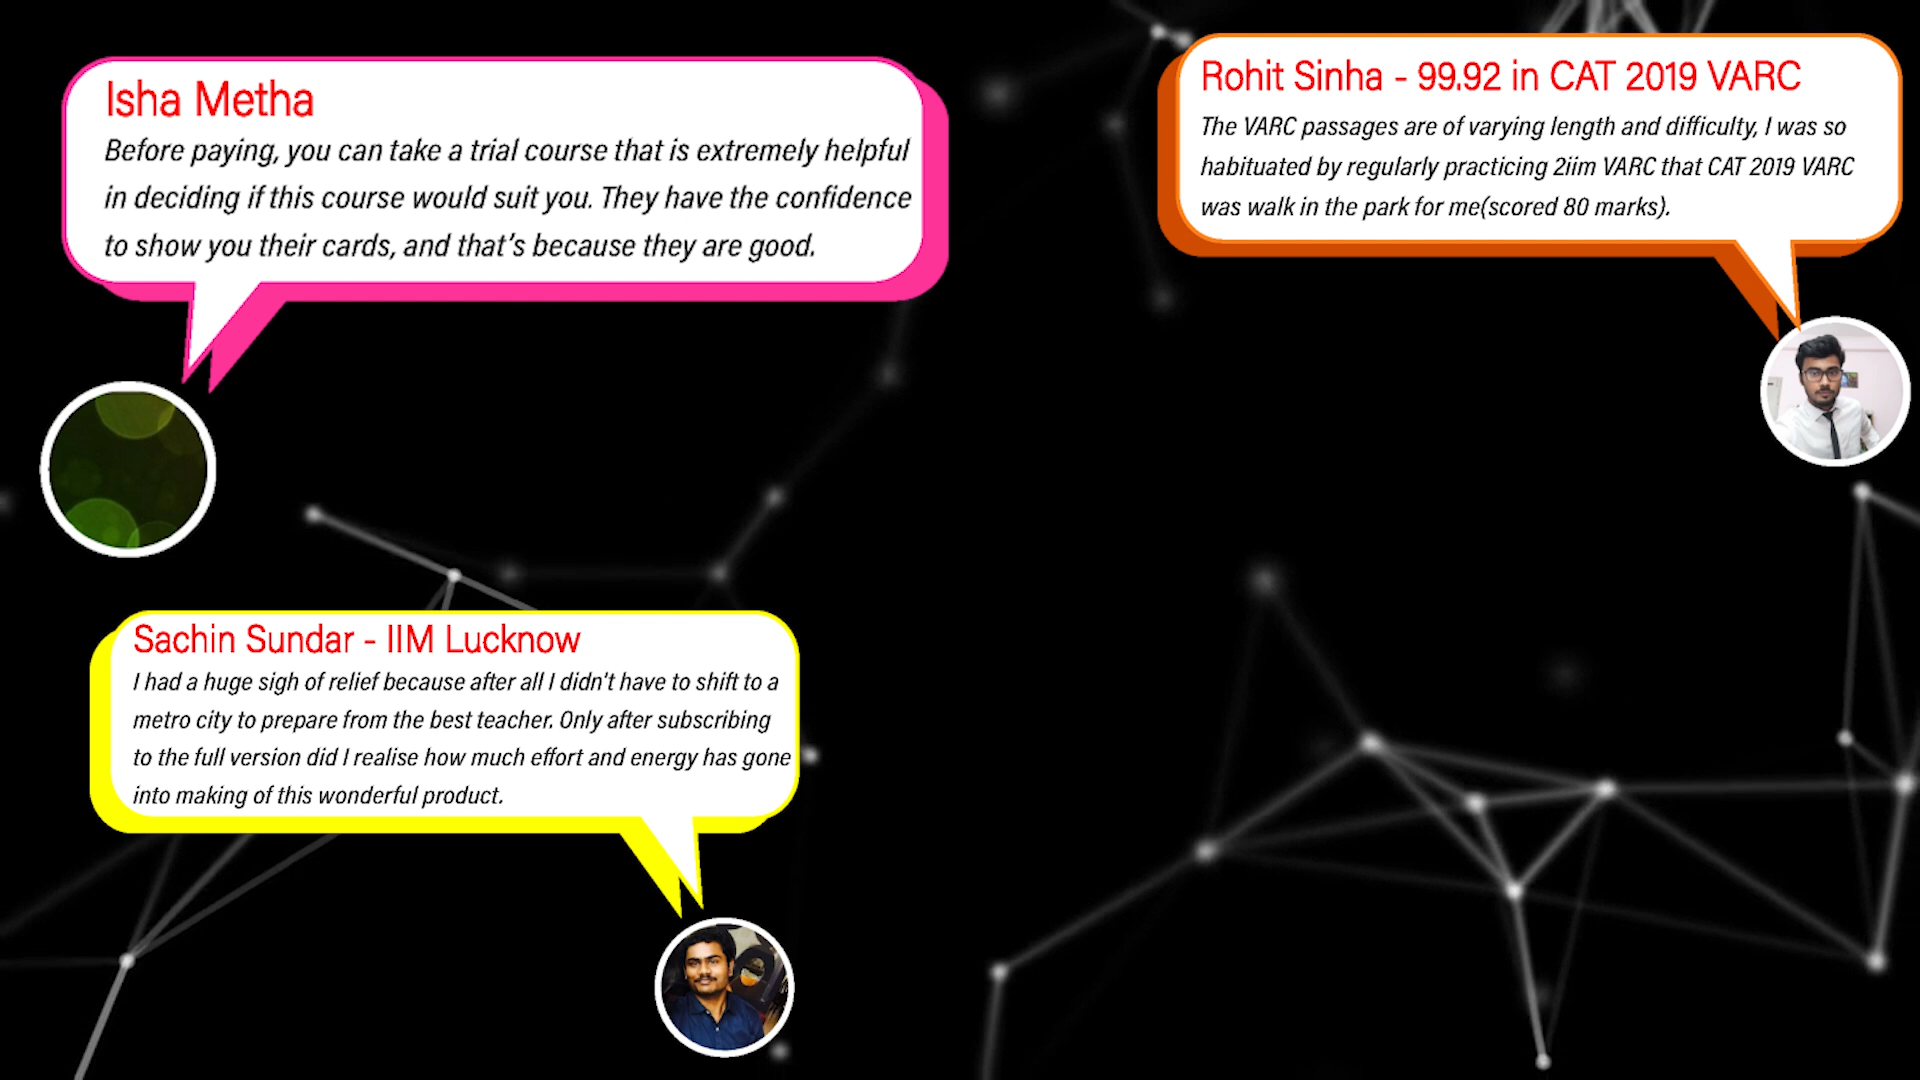 Isha Metha
Before paying, you can take a trial course that is extremely helpful
in deciding if this course would suit you. They have the confidence
to show you their cards, and that's because they are good.
Rohit Sinha - 99.92 in CAT 2019 VARC
The VARC passages are of varying length and difficulty, I was so
habituated by regularly practicing 2iim VARC that CAT 2019 VARC
was walk in the park for me(scored 80 marks).
Sachin Sundar - IIM Lucknow
I had a huge sigh of relief because after all I didn't have to shift to a
metro city to prepare from the best teacher. Only after subscribing
to the full version did I realise how much effort and energy has gone
into making of this wonderful product.